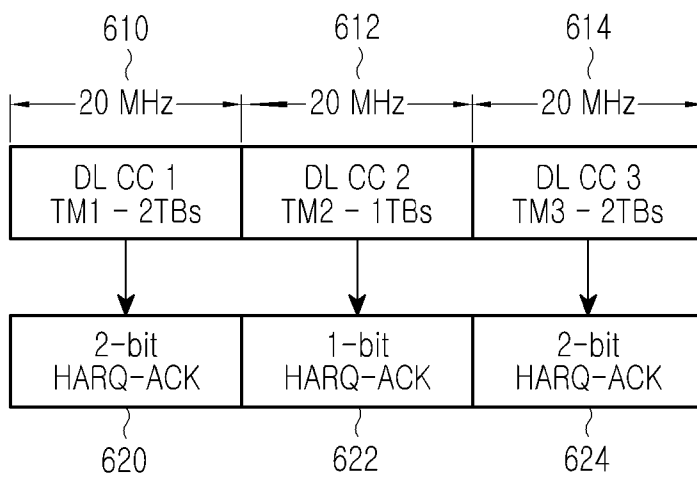 610 612 614
20 MHz 20 MHz 20 MHz
DL CC 1 DL CC 2 DL CC 3
TM1 - 2TBs TM2 - 1TBs TM3 - 2TBs
2-bit 1-bit 2-bit
HARQ-ACK HARQ-ACK HARQ-ACK
620 622 624